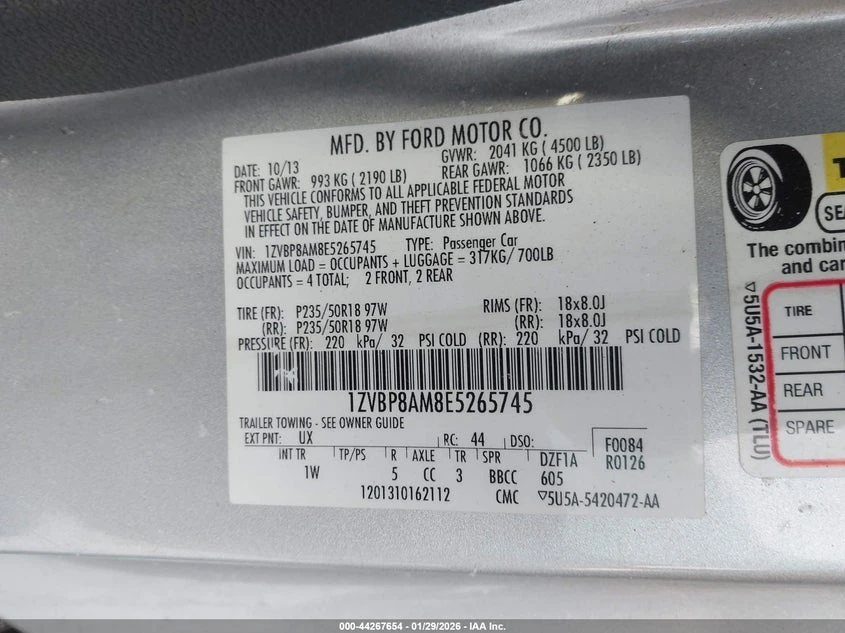 MFD. BY FORD MOTOR CO.
DATE: 10/13 GVWR: 2041 KG ( 4500 LB)
FRONT GAWR: 993 KG ( 2190 LB) REAR GAWR: 1066 KG ( 2350 LB)
THIS VEHICLE CONFORMS TO ALL APPLICABLE FEDERAL MOTOR
VEHICLE SAFETY, BUMPER, AND THEFT PREVENTION STANDARDS
IN EFFECT ON THE DATE OF MANUFACTURE SHOWN ABOVE.
VIN: 1ZVBP8AM8E5265745 TYPE: Passenger Car
MAXIMUM LOAD = OCCUPANTS + LUGGAGE = 317KG/ 700LB
OCCUPANTS = 4 TOTAL; 2 FRONT, 2 REAR
TIRE (FR): P235/50R18 97W RIMS (FR): 18x8.0J
(RR): P235/50R18 97W (RR): 18x8.0J
PRESSURE (FR): 220 kPa/ 32 PSI COLD (RR): 220 kPa/ 32 PSI COLD
1ZVBP8AM8E5265745
TRAILER TOWING - SEE OWNER GUIDE
EXT PNT: UX RC: 44 DSO: F0084
INT TR TP/PS R AXLE TR SPR DZF1A R0126
1W 5 CC 3 BBCC 605
1201310162112 CMC ▽5U5A-5420472-AA
T
SEA
The combin
and car
▽5U5A-1532-AA (TLU)
TIRE
FRONT
REAR
SPARE
000-44267654 - 01/29/2026 - IAA Inc.